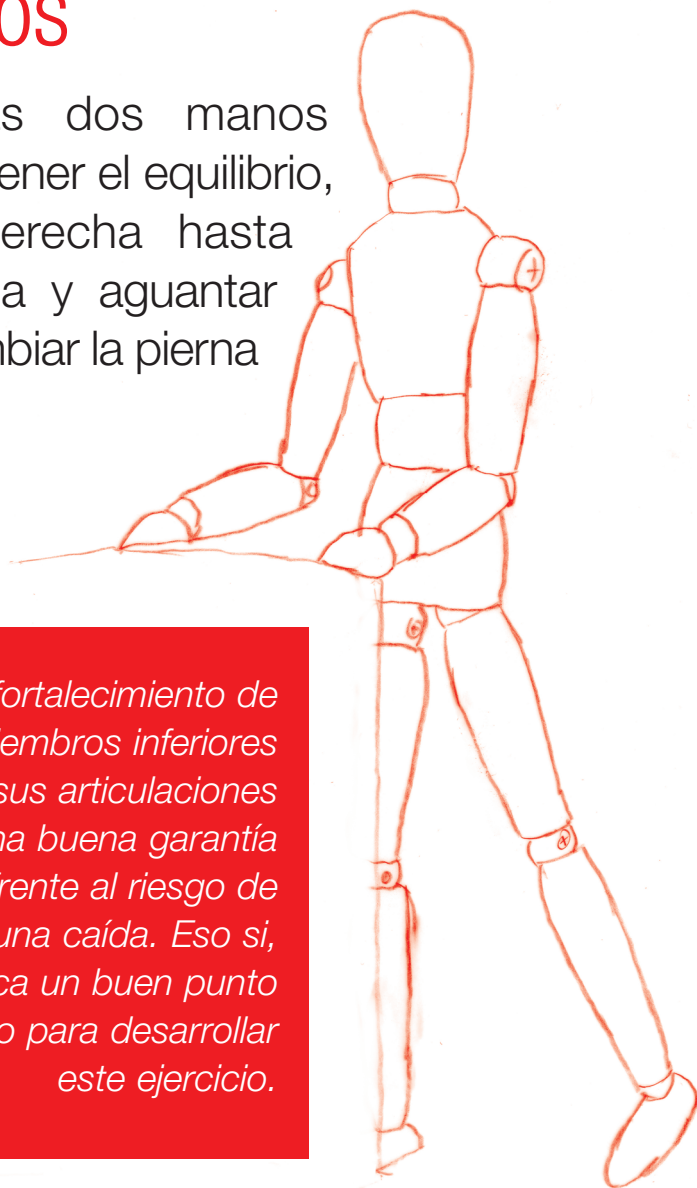 os
s dos manos
ener el equilibrio,
erecha hasta
a y aguantar
nbiar la pierna
fortalecimiento de
iembros inferiores
sus articulaciones
na buena garantía
frente al riesgo de
una caída. Eso si,
ca un buen punto
o para desarrollar
este ejercicio.